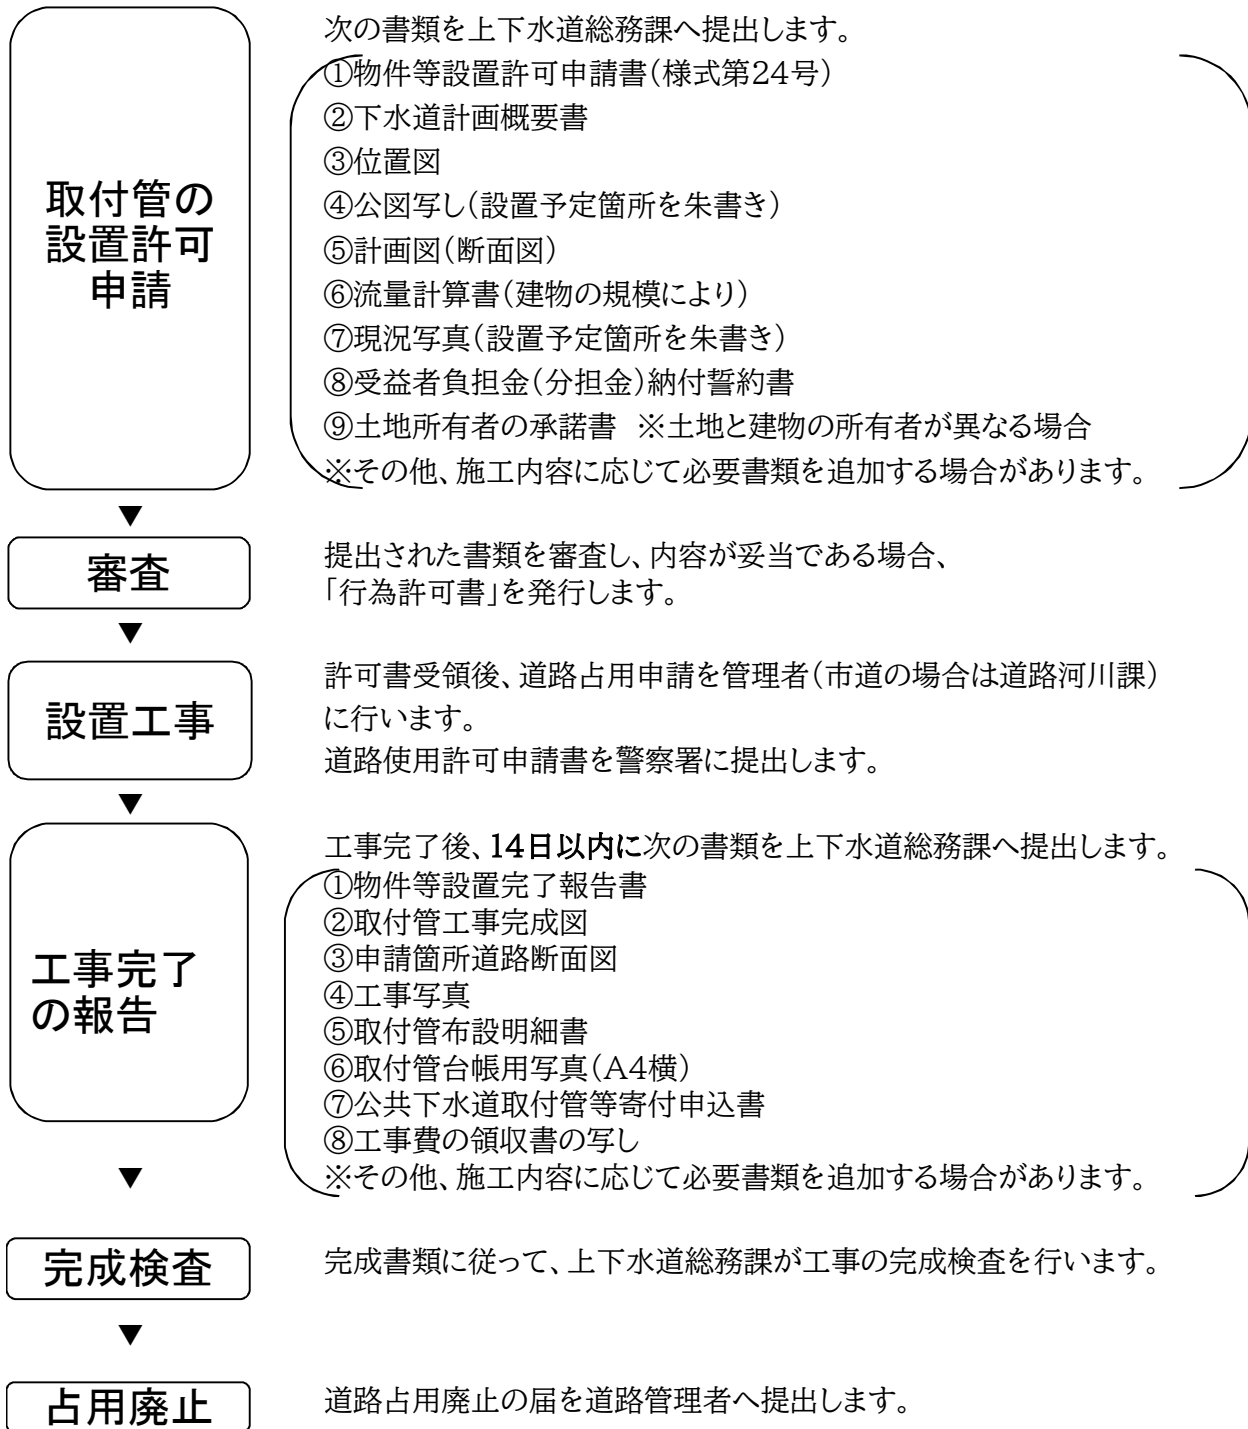 取付管の
設置許可
申請
次の書類を上下水道総務課へ提出します。
①物件等設置許可申請書(様式第24号)
②下水道計画概要書
③位置図
④公図写し(設置予定箇所を朱書き)
⑤計画図(断面図)
⑥流量計算書(建物の規模により)
⑦現況写真(設置予定箇所を朱書き)
⑧受益者負担金(分担金)納付誓約書
⑨土地所有者の承諾書 ※土地と建物の所有者が異なる場合
※その他、施工内容に応じて必要書類を追加する場合があります。
▼
審査
提出された書類を審査し、内容が妥当である場合、
「行為許可書」を発行します。
▼
設置工事
許可書受領後、道路占用申請を管理者(市道の場合は道路河川課)
に行います。
道路使用許可申請書を警察署に提出します。
▼
工事完了
の報告
工事完了後、14日以内に次の書類を上下水道総務課へ提出します。
①物件等設置完了報告書
②取付管工事完成図
③申請箇所道路断面図
④工事写真
⑤取付管布設明細書
⑥取付管台帳用写真(A4横)
⑦公共下水道取付管等寄付申込書
⑧工事費の領収書の写し
※その他、施工内容に応じて必要書類を追加する場合があります。
▼
完成検査
完成書類に従って、上下水道総務課が工事の完成検査を行います。
▼
占用廃止
道路占用廃止の届を道路管理者へ提出します。